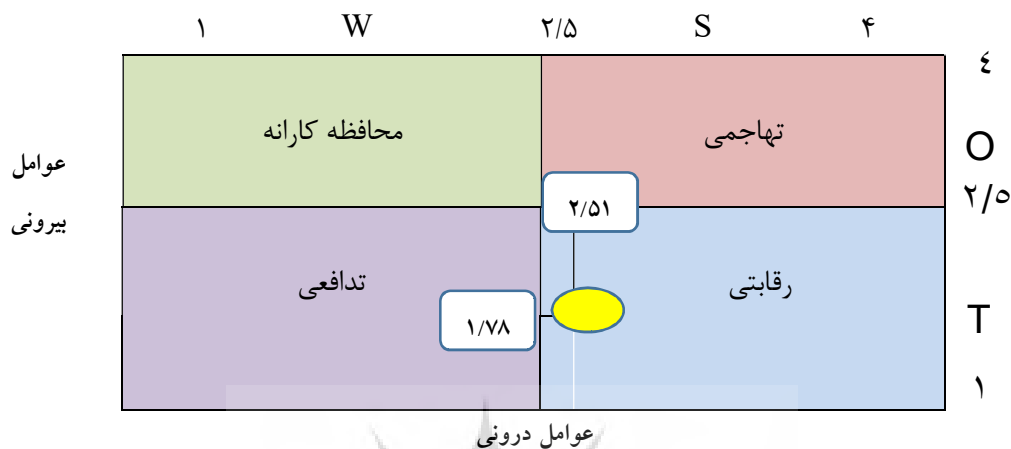 ۱ W ۲/۵ S ۴
٤
محافظه کارانه تهاجمی
O
عوامل
بیرونی
۲/٥
۲/۵۱
تدافعی رقابتی
۱/۷۸
T
۱
عوامل درونی